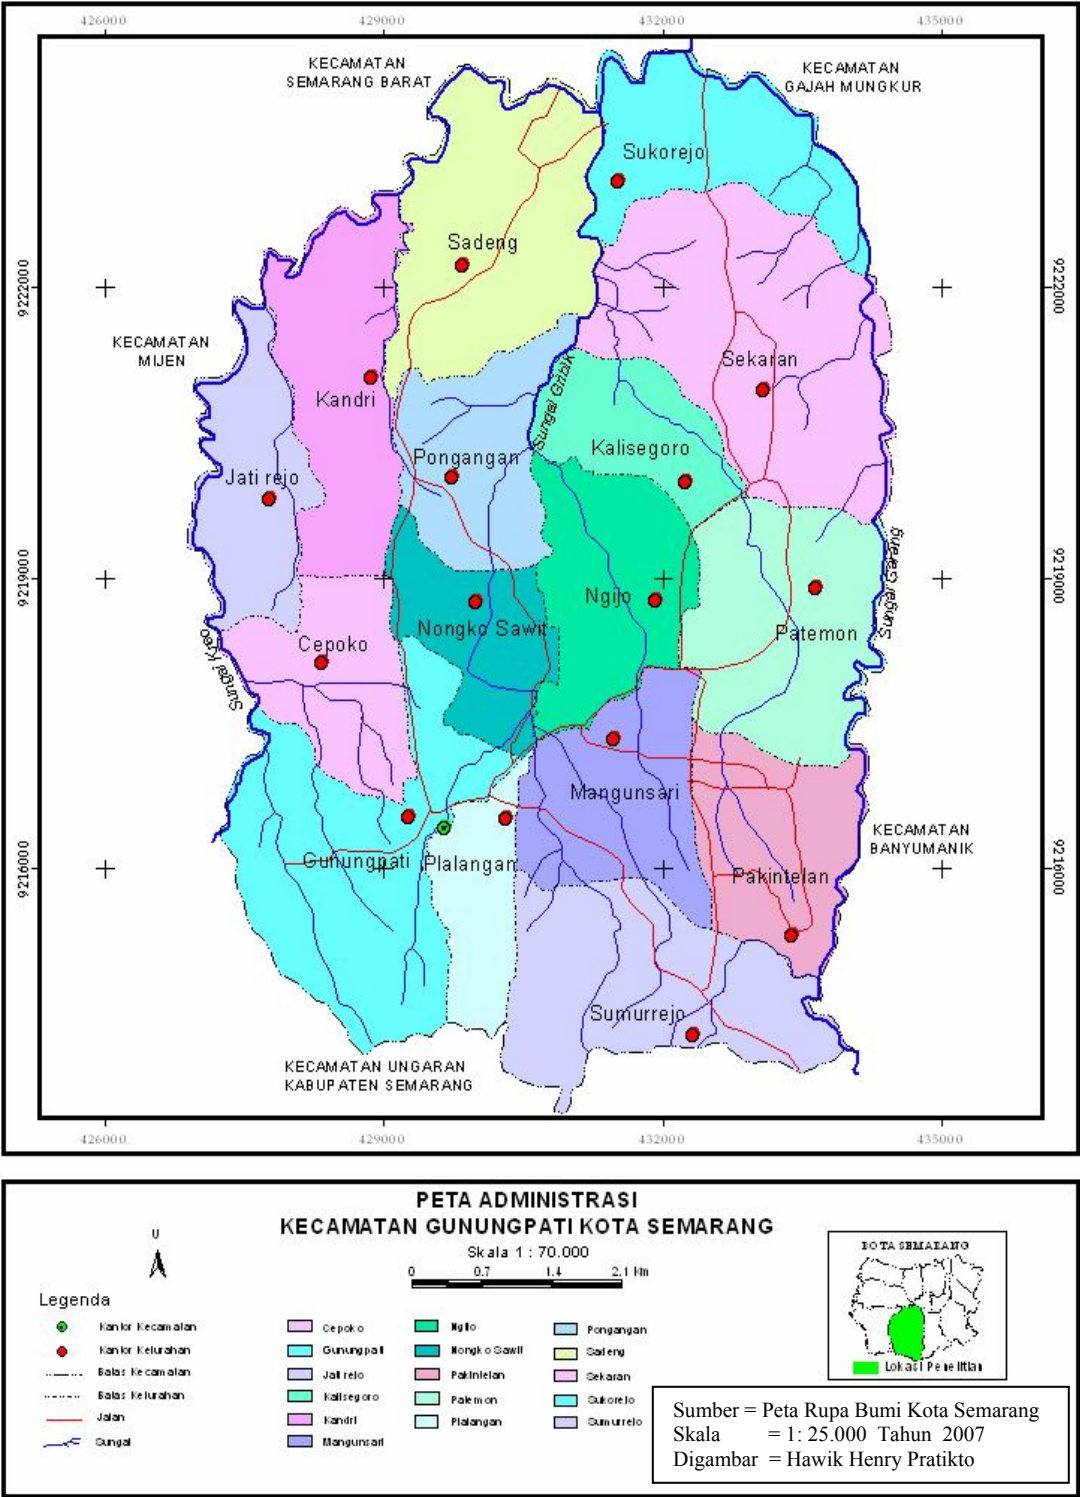 426000 429000 432000 435000
KECAMATAN
SEMARANG BARAT
KECAMATAN
GAJAH MUNGKUR
Sukorejo
Sadeng
9222000
9222000
KECAMATAN
MIJEN
Sekaran
Kandri
Sungai Gribik
Kalisegoro
Pongangan
Jati rejo
9219000
9219000
Ngijo
Nongko Sawit
Patemon
Cepoko
Sungai Kreo
Sungai Garang
Mangunsari
KECAMATAN
BANYUMANIK
Gunungpati
Plalangan
Pakintelan
9216000
9216000
Sumurrejo
KECAMATAN UNGARAN
KABUPATEN SEMARANG
426000 429000 432000 435000
PETA ADMINISTRASI
KECAMATAN GUNUNGPATI KOTA SEMARANG
Skala 1 : 70.000
0 0.7 1.4 2.1 km
U
KOTA SEMARANG
Lokasi Penelitian
Legenda
Kantor Kecamatan
Kantor Kelurahan
Batas Kecamatan
Batas Kelurahan
Jalan
Sungai
Cepoko
Gunungpati
Jati rejo
Kalisegoro
Kandri
Mangunsari
Ngijo
Nongko Sawit
Pakintelan
Patemon
Plalangan
Pongangan
Sadeng
Sekaran
Sukorejo
Sumurrejo
Sumber = Peta Rupa Bumi Kota Semarang
Skala = 1: 25.000 Tahun 2007
Digambar = Hawik Henry Pratikto